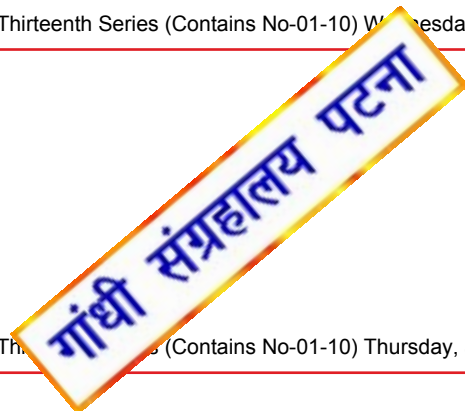 Thirteenth Series (Contains No-01-10)
गांधी संग्रहालय पटना
(Contains No-01-10) Thursday,